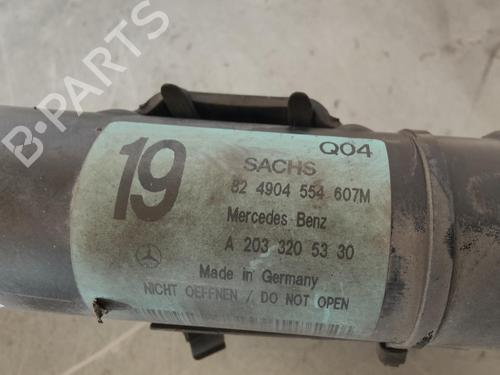 19
Q04
SACHS
82 4904 554 607M
Mercedes Benz
A 203 320 53 30
Made in Germany
NICHT OEFFNEN / DO NOT OPEN
B-PARTS